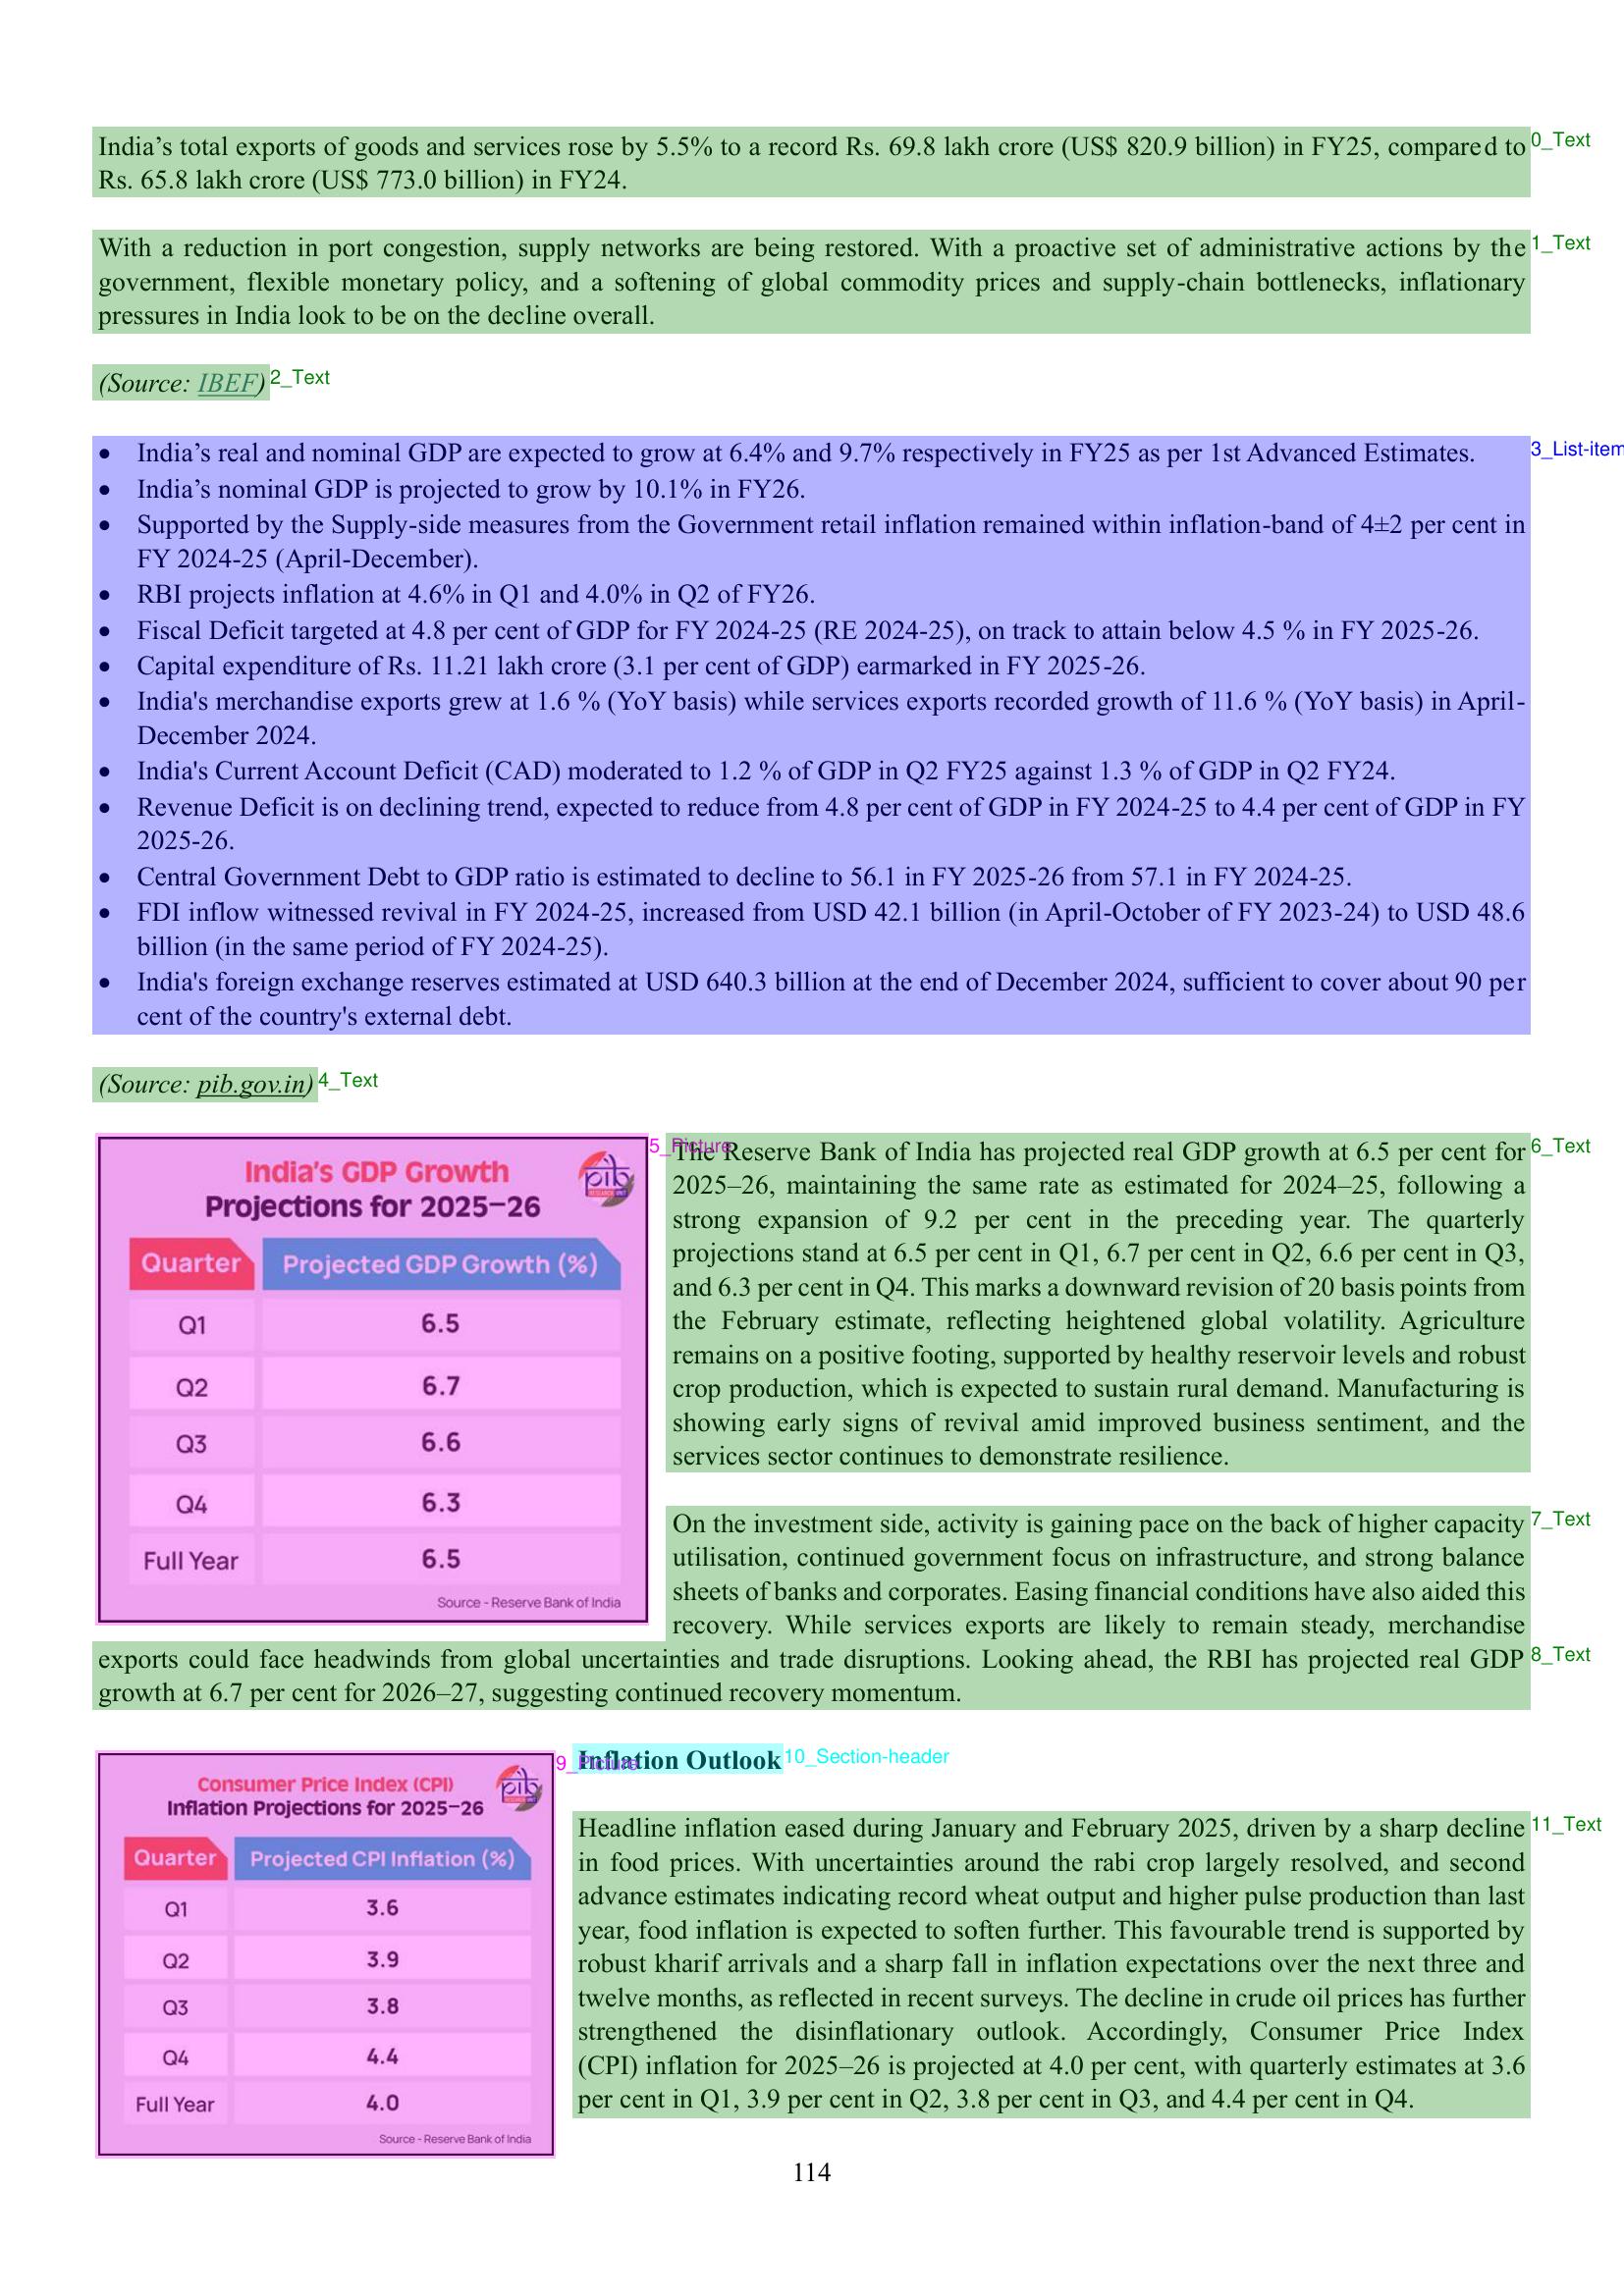 India’s total exports of goods and services rose by 5.5% to a record Rs. 69.8 lakh crore (US$ 820.9 billion) in FY25, compared to
0_Text
Rs. 65.8 lakh crore (US$ 773.0 billion) in FY24.
With a reduction in port congestion, supply networks are being restored. With a proactive set of administrative actions by the
1_Text
government, flexible monetary policy, and a softening of global commodity prices and supply-chain bottlenecks, inflationary
pressures in India look to be on the decline overall.
(Source: IBEF)
2_Text
• India’s real and nominal GDP are expected to grow at 6.4% and 9.7% respectively in FY25 as per 1st Advanced Estimates.
3_List-item
• India’s nominal GDP is projected to grow by 10.1% in FY26.
• Supported by the Supply-side measures from the Government retail inflation remained within inflation-band of 4±2 per cent in
FY 2024-25 (April-December).
• RBI projects inflation at 4.6% in Q1 and 4.0% in Q2 of FY26.
• Fiscal Deficit targeted at 4.8 per cent of GDP for FY 2024-25 (RE 2024-25), on track to attain below 4.5 % in FY 2025-26.
• Capital expenditure of Rs. 11.21 lakh crore (3.1 per cent of GDP) earmarked in FY 2025-26.
• India's merchandise exports grew at 1.6 % (YoY basis) while services exports recorded growth of 11.6 % (YoY basis) in April-
December 2024.
• India's Current Account Deficit (CAD) moderated to 1.2 % of GDP in Q2 FY25 against 1.3 % of GDP in Q2 FY24.
• Revenue Deficit is on declining trend, expected to reduce from 4.8 per cent of GDP in FY 2024-25 to 4.4 per cent of GDP in FY
2025-26.
• Central Government Debt to GDP ratio is estimated to decline to 56.1 in FY 2025-26 from 57.1 in FY 2024-25.
• FDI inflow witnessed revival in FY 2024-25, increased from USD 42.1 billion (in April-October of FY 2023-24) to USD 48.6
billion (in the same period of FY 2024-25).
• India's foreign exchange reserves estimated at USD 640.3 billion at the end of December 2024, sufficient to cover about 90 per
cent of the country's external debt.
(Source: pib.gov.in)
4_Text
5_Picture
India’s GDP Growth
Projections for 2025–26
pib
RESEARCH UNIT
Quarter Projected GDP Growth (%)
Q1 6.5
Q2 6.7
Q3 6.6
Q4 6.3
Full Year 6.5
Source - Reserve Bank of India
The Reserve Bank of India has projected real GDP growth at 6.5 per cent for
6_Text
2025–26, maintaining the same rate as estimated for 2024–25, following a
strong expansion of 9.2 per cent in the preceding year. The quarterly
projections stand at 6.5 per cent in Q1, 6.7 per cent in Q2, 6.6 per cent in Q3,
and 6.3 per cent in Q4. This marks a downward revision of 20 basis points from
the February estimate, reflecting heightened global volatility. Agriculture
remains on a positive footing, supported by healthy reservoir levels and robust
crop production, which is expected to sustain rural demand. Manufacturing is
showing early signs of revival amid improved business sentiment, and the
services sector continues to demonstrate resilience.
On the investment side, activity is gaining pace on the back of higher capacity
7_Text
utilisation, continued government focus on infrastructure, and strong balance
sheets of banks and corporates. Easing financial conditions have also aided this
recovery. While services exports are likely to remain steady, merchandise
exports could face headwinds from global uncertainties and trade disruptions. Looking ahead, the RBI has projected real GDP
8_Text
growth at 6.7 per cent for 2026–27, suggesting continued recovery momentum.
9_Picture
Consumer Price Index (CPI)
Inflation Projections for 2025–26
pib
Quarter Projected CPI Inflation (%)
Q1 3.6
Q2 3.9
Q3 3.8
Q4 4.4
Full Year 4.0
Source - Reserve Bank of India
Inflation Outlook
10_Section-header
Headline inflation eased during January and February 2025, driven by a sharp decline
11_Text
in food prices. With uncertainties around the rabi crop largely resolved, and second
advance estimates indicating record wheat output and higher pulse production than last
year, food inflation is expected to soften further. This favourable trend is supported by
robust kharif arrivals and a sharp fall in inflation expectations over the next three and
twelve months, as reflected in recent surveys. The decline in crude oil prices has further
strengthened the disinflationary outlook. Accordingly, Consumer Price Index
(CPI) inflation for 2025–26 is projected at 4.0 per cent, with quarterly estimates at 3.6
per cent in Q1, 3.9 per cent in Q2, 3.8 per cent in Q3, and 4.4 per cent in Q4.
114